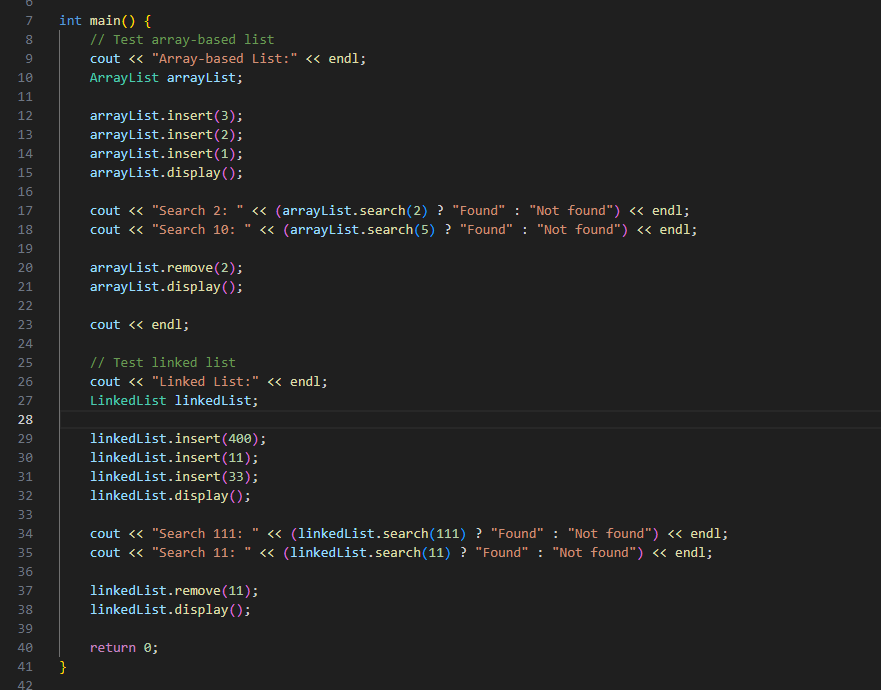 6
7 int main() {
8 // Test array-based list
9 cout << "Array-based List:" << endl;
10 ArrayList arrayList;
11
12 arrayList.insert(3);
13 arrayList.insert(2);
14 arrayList.insert(1);
15 arrayList.display();
16
17 cout << "Search 2: " << (arrayList.search(2) ? "Found" : "Not found") << endl;
18 cout << "Search 10: " << (arrayList.search(5) ? "Found" : "Not found") << endl;
19
20 arrayList.remove(2);
21 arrayList.display();
22
23 cout << endl;
24
25 // Test linked list
26 cout << "Linked List:" << endl;
27 LinkedList linkedList;
28
29 linkedList.insert(400);
30 linkedList.insert(11);
31 linkedList.insert(33);
32 linkedList.display();
33
34 cout << "Search 111: " << (linkedList.search(111) ? "Found" : "Not found") << endl;
35 cout << "Search 11: " << (linkedList.search(11) ? "Found" : "Not found") << endl;
36
37 linkedList.remove(11);
38 linkedList.display();
39
40 return 0;
41 }
42